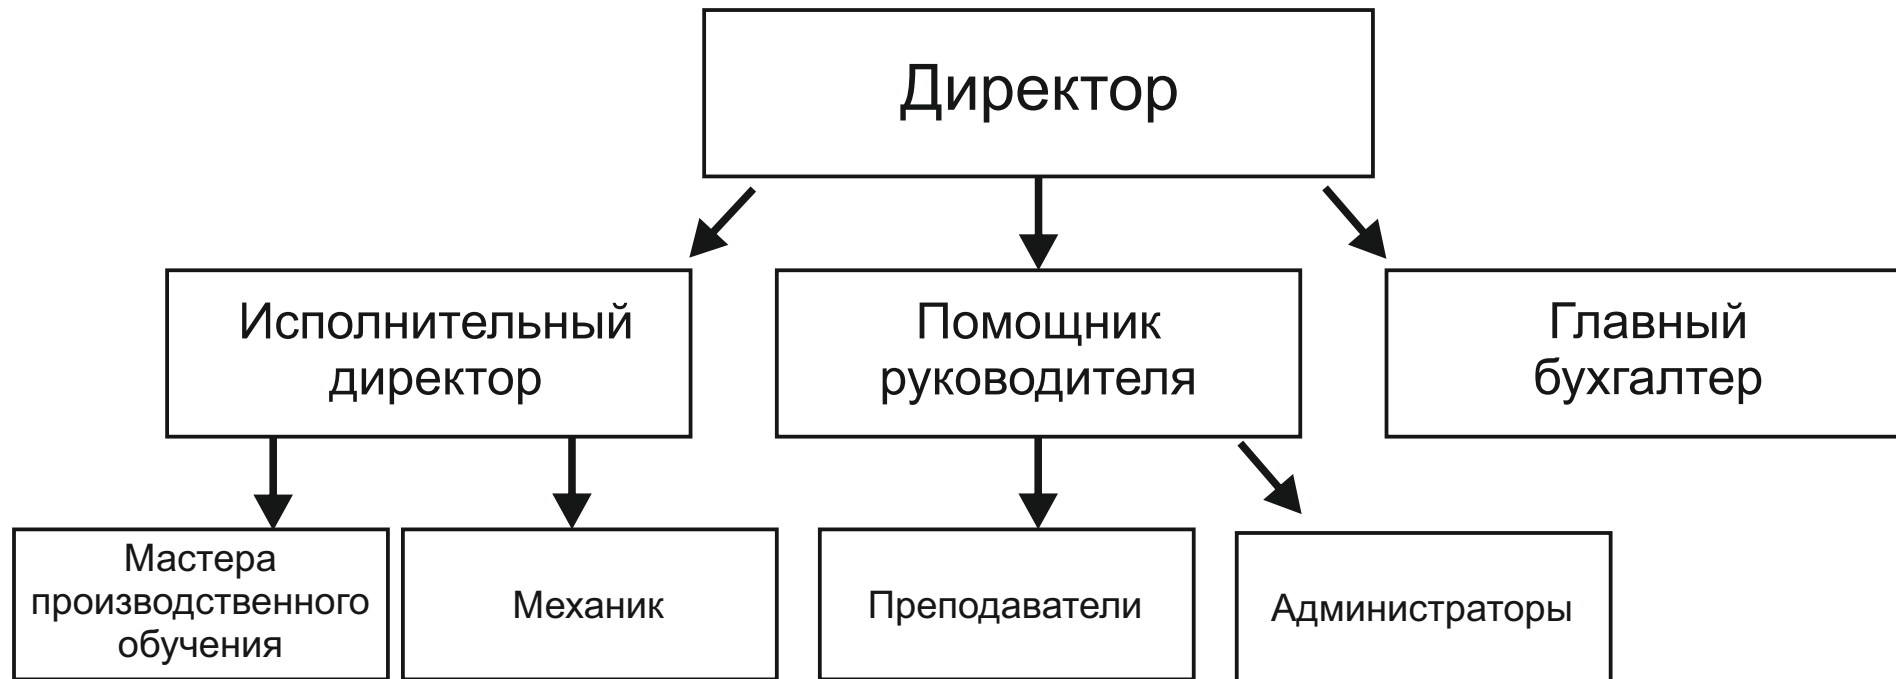 Директор
Исполнительный
директор
Помощник
руководителя
Главный
бухгалтер
Мастера
производственного
обучения
Механик
Преподаватели
Администраторы